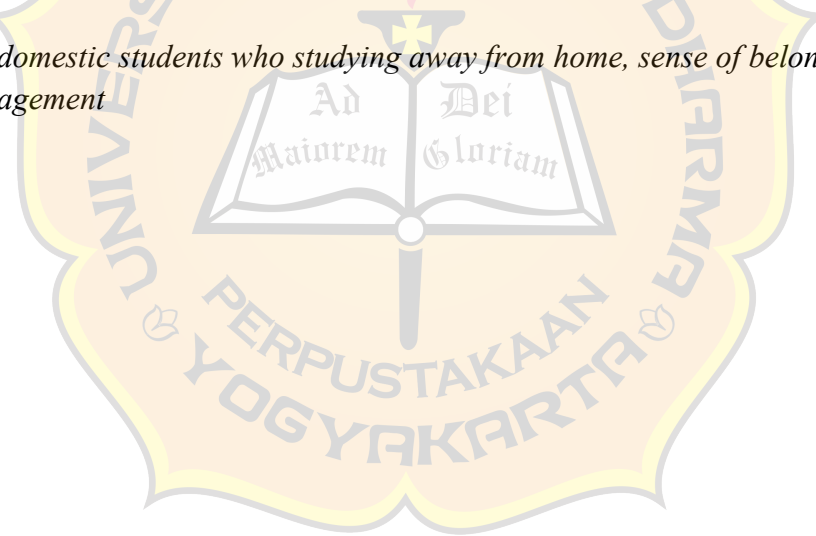 domestic students who studying away from home, sense of belon
agement
Ad Dei
Maiorem Gloriam
PERPUSTAKAAN
YOGYAKARTA